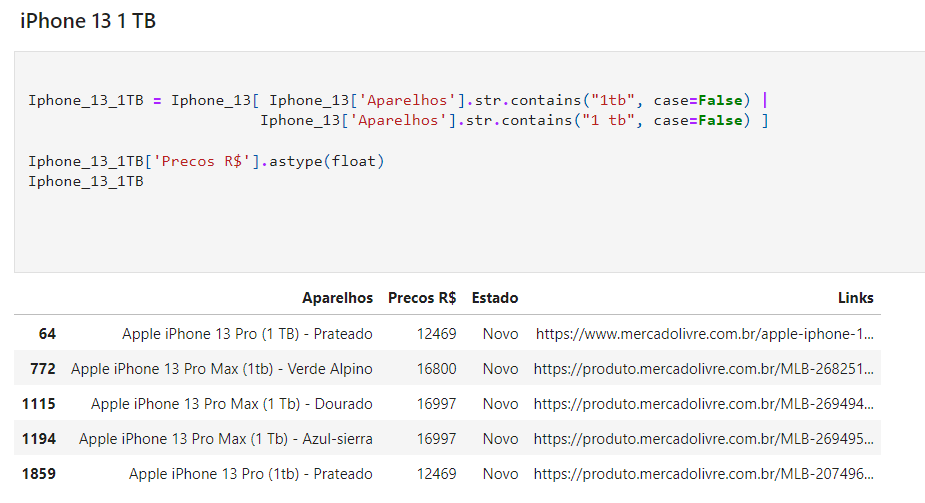 iPhone 13 1 TB
Iphone_13_1TB = Iphone_13[ Iphone_13['Aparelhos'].str.contains("1tb", case=False) |
Iphone_13['Aparelhos'].str.contains("1 tb", case=False) ]
Iphone_13_1TB['Precos R$'].astype(float)
Iphone_13_1TB
Aparelhos Precos R$ Estado Links
64 Apple iPhone 13 Pro (1 TB) - Prateado 12469 Novo https://www.mercadolivre.com.br/apple-iphone-1...
772 Apple iPhone 13 Pro Max (1tb) - Verde Alpino 16800 Novo https://produto.mercadolivre.com.br/MLB-268251...
1115 Apple iPhone 13 Pro Max (1 Tb) - Dourado 16997 Novo https://produto.mercadolivre.com.br/MLB-269494...
1194 Apple iPhone 13 Pro Max (1 Tb) - Azul-sierra 16997 Novo https://produto.mercadolivre.com.br/MLB-269495...
1859 Apple iPhone 13 Pro (1tb) - Prateado 12469 Novo https://produto.mercadolivre.com.br/MLB-207496...